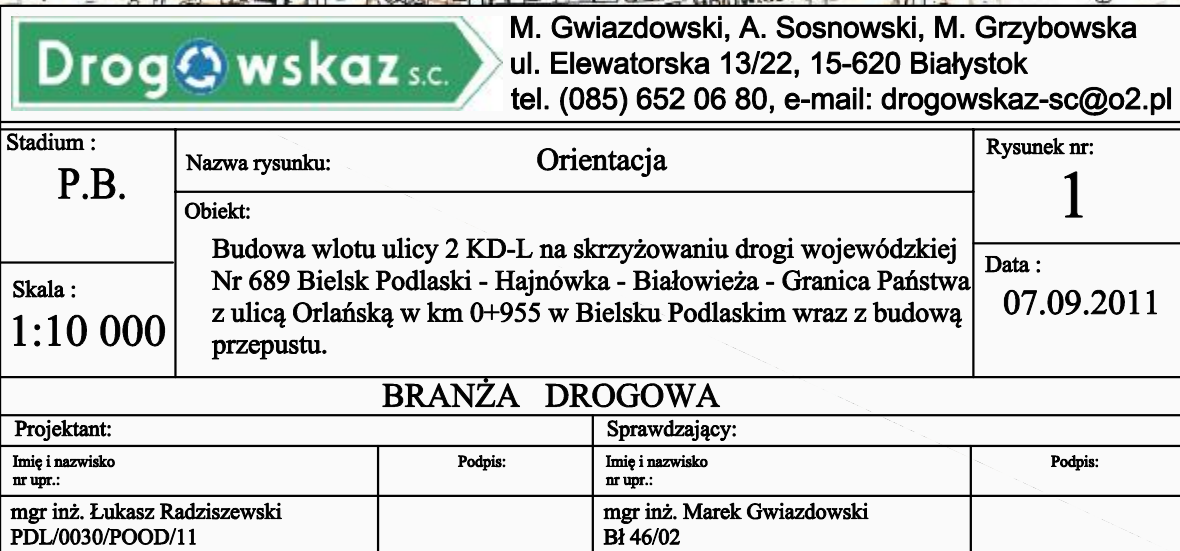 Drogowskaz s.c.
M. Gwiazdowski, A. Sosnowski, M. Grzybowska
ul. Elewatorska 13/22, 15-620 Białystok
tel. (085) 652 06 80, e-mail: drogowskaz-sc@o2.pl
Stadium :
P.B.
Nazwa rysunku: Orientacja
Rysunek nr:
1
Obiekt:
Budowa wlotu ulicy 2 KD-L na skrzyżowaniu drogi wojewódzkiej
Nr 689 Bielsk Podlaski - Hajnówka - Białowieża - Granica Państwa
z ulicą Orlańską w km 0+955 w Bielsku Podlaskim wraz z budową
przepustu.
Skala :
1:10 000
Data :
07.09.2011
BRANŻA DROGOWA
Projektant:
Sprawdzający:
Imię i nazwisko
nr upr.:
Podpis:
Imię i nazwisko
nr upr.:
Podpis:
mgr inż. Łukasz Radziszewski
PDL/0030/POOD/11
mgr inż. Marek Gwiazdowski
Bł 46/02